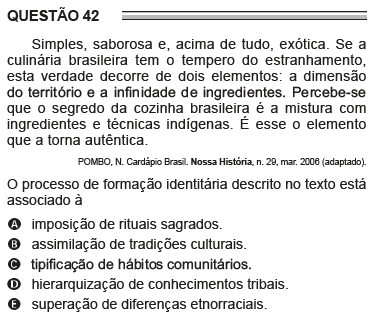 QUESTÃO 42
Simples, saborosa e, acima de tudo, exótica. Se a
culinária brasileira tem o tempero do estranhamento,
esta verdade decorre de dois elementos: a dimensão
do território e a infinidade de ingredientes. Percebe-se
que o segredo da cozinha brasileira é a mistura com
ingredientes e técnicas indígenas. É esse o elemento
que a torna autêntica.
POMBO, N. Cardápio Brasil. Nossa História, n. 29, mar. 2006 (adaptado).
O processo de formação identitária descrito no texto está
associado à
A imposição de rituais sagrados.
B assimilação de tradições culturais.
C tipificação de hábitos comunitários.
D hierarquização de conhecimentos tribais.
E superação de diferenças etnorraciais.